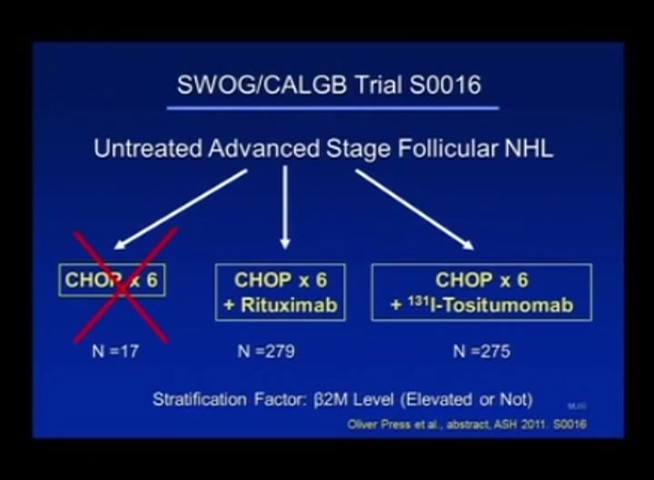 SWOG/CALGB Trial S0016
Untreated Advanced Stage Follicular NHL
CHOP x 6
CHOP x 6
+ Rituximab
CHOP x 6
+ ¹³¹I-Tositumomab
N =17
N =279
N =275
Stratification Factor: β2M Level (Elevated or Not)
Oliver Press et al., abstract, ASH 2011. S0016